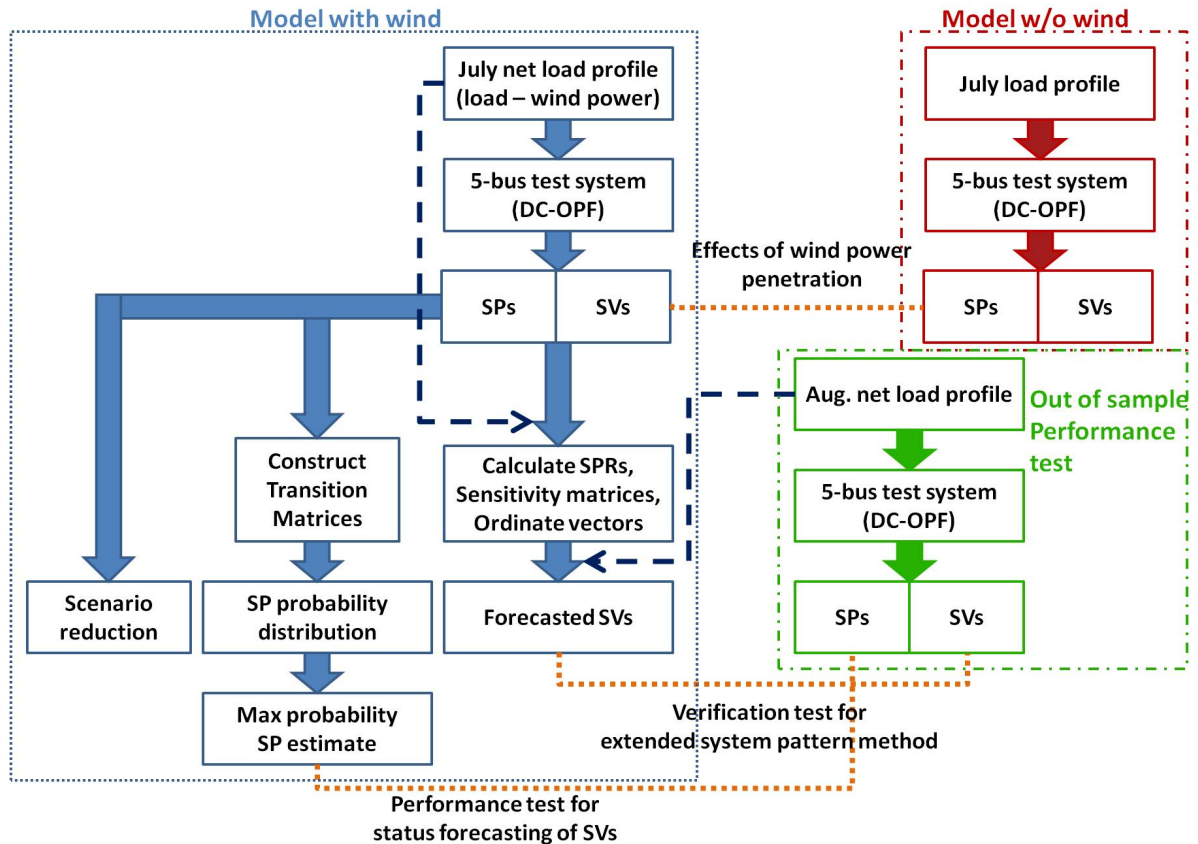 Model with wind
Model w/o wind
July net load profile
(load – wind power)
July load profile
5-bus test system
(DC-OPF)
5-bus test system
(DC-OPF)
Effects of wind power
penetration
SPs
SVs
SPs
SVs
Aug. net load profile
Out of sample
Performance
test
Construct
Transition
Matrices
Calculate SPRs,
Sensitivity matrices,
Ordinate vectors
5-bus test system
(DC-OPF)
Scenario
reduction
SP probability
distribution
Forecasted SVs
SPs
SVs
Max probability
SP estimate
Verification test for
extended system pattern method
Performance test for
status forecasting of SVs